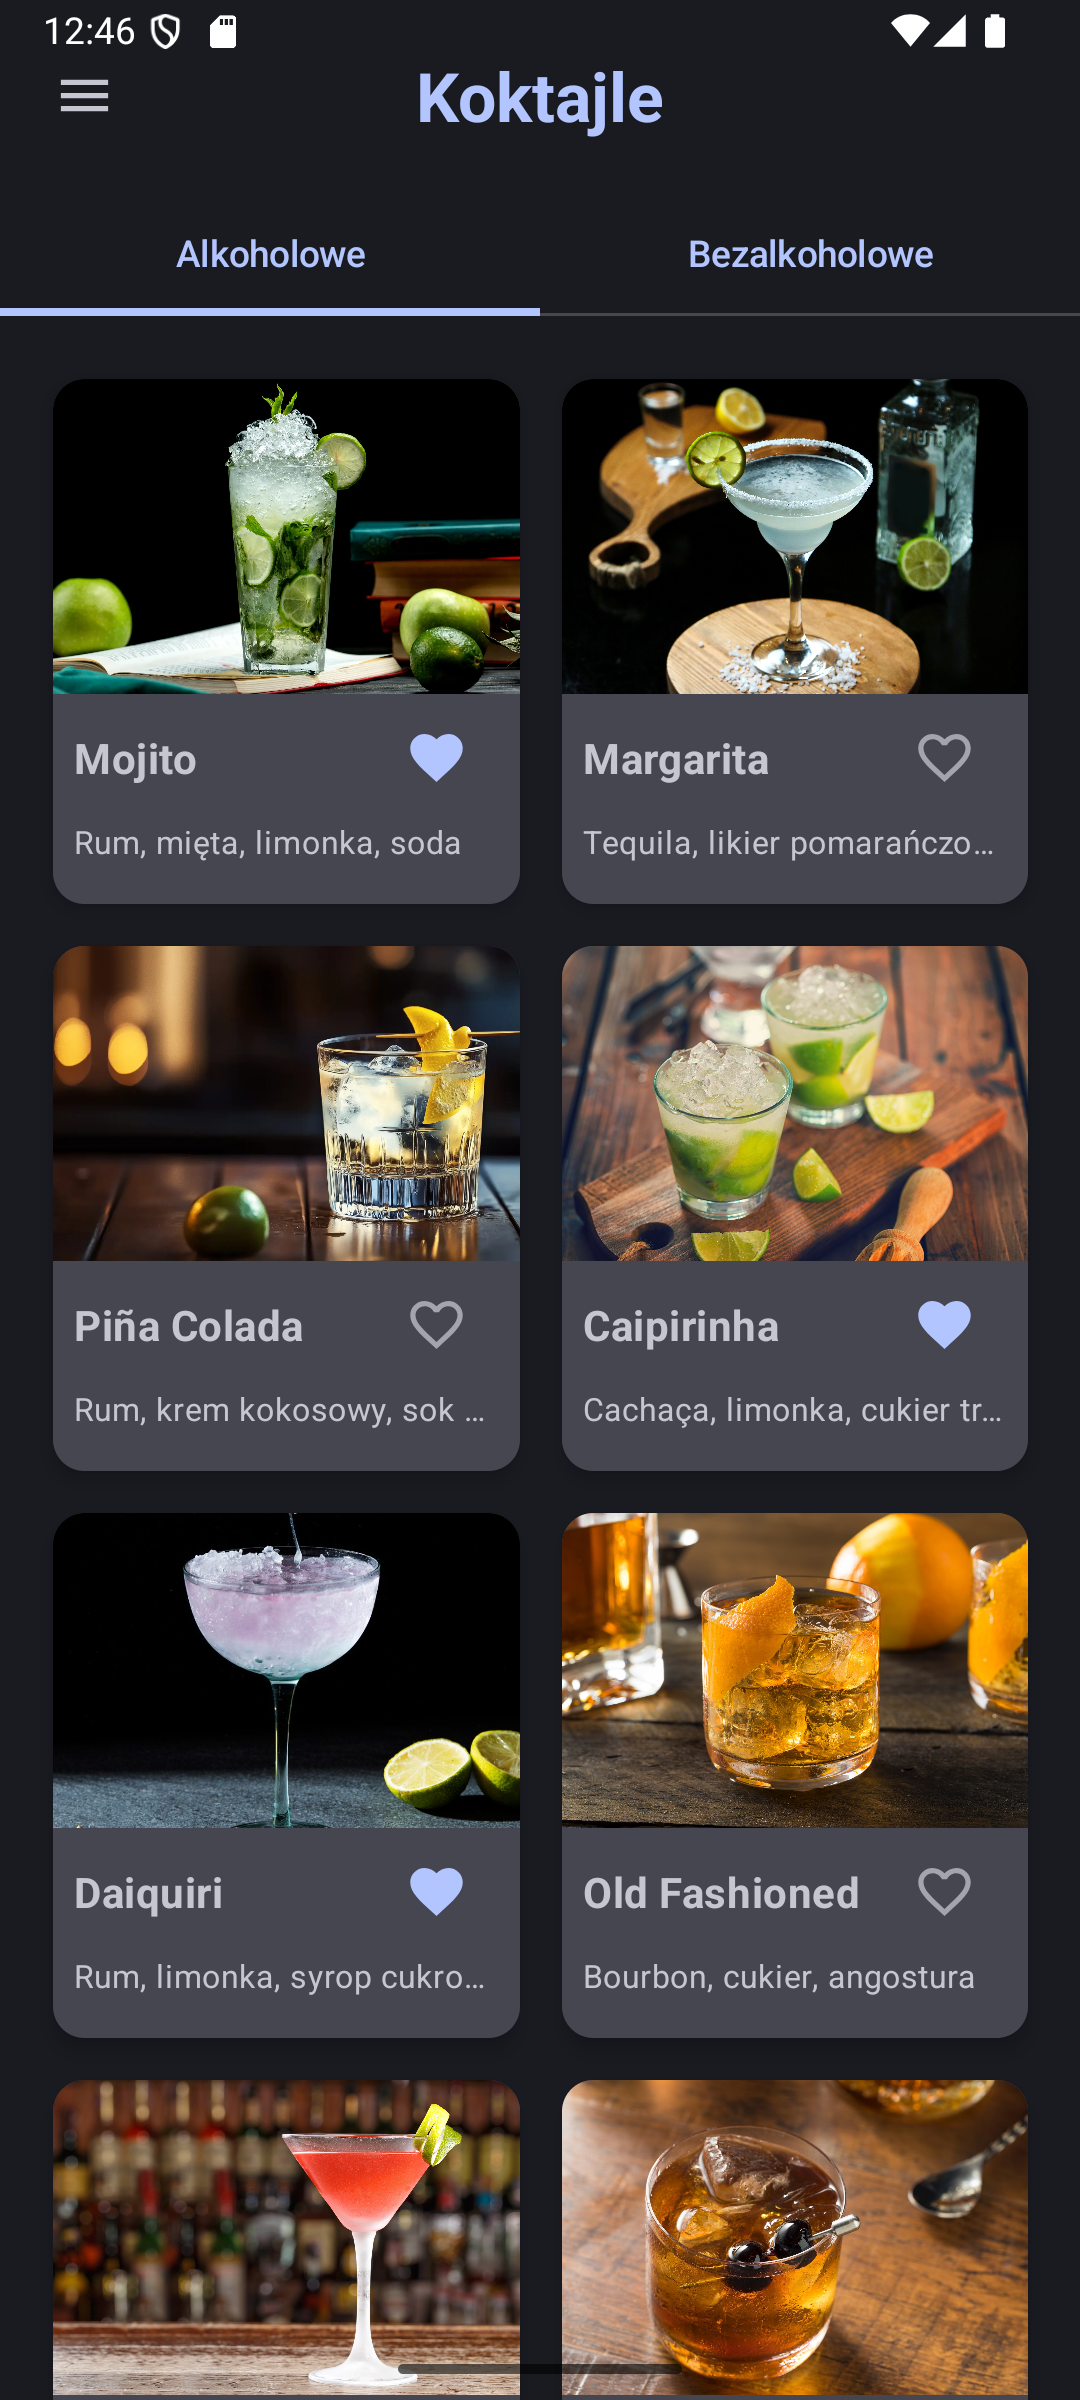 12:46
Koktajle
Alkoholowe
Bezalkoholowe
Mojito
Rum, mięta, limonka, soda
Margarita
Tequila, likier pomarańczo...
Piña Colada
Rum, krem kokosowy, sok ...
Caipirinha
Cachaça, limonka, cukier tr...
Daiquiri
Rum, limonka, syrop cukro...
Old Fashioned
Bourbon, cukier, angostura